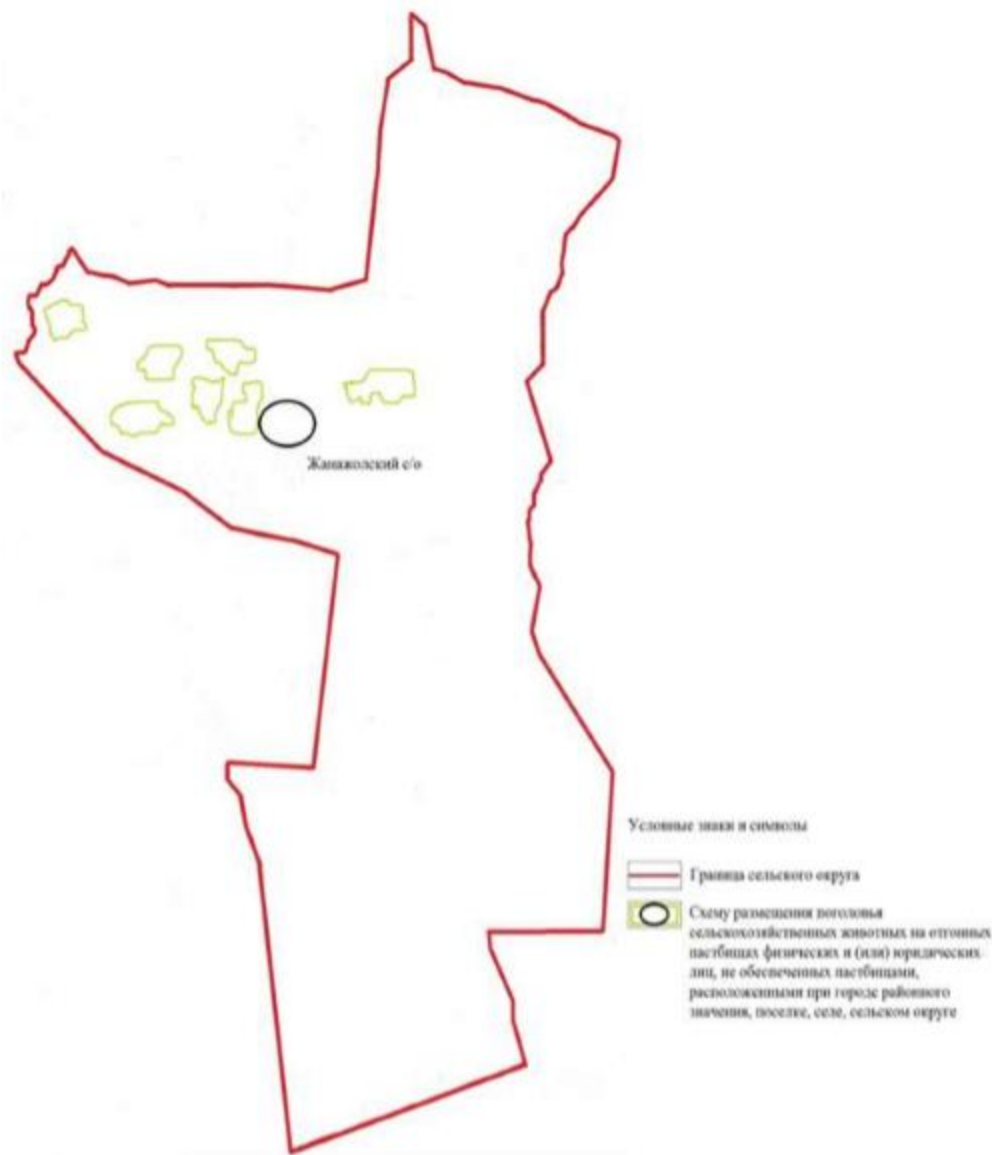 Жанажолский с/о
Условные знаки и символы
Граница сельского округа
Схему размещения поголовья
сельскохозяйственных животных на отгонных
пастбищах физических и (или) юридических
лиц, не обеспеченных пастбищами,
расположенными при городе районного
значения, поселке, селе, сельском округе